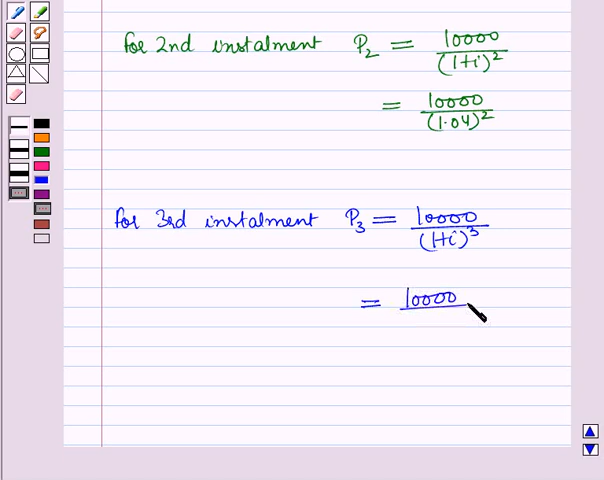 for 2nd instalment P₂ = 10000/(1+i)²
= 10000/(1.04)²
for 3rd instalment P₃ = 10000/(1+i)³
= 10000